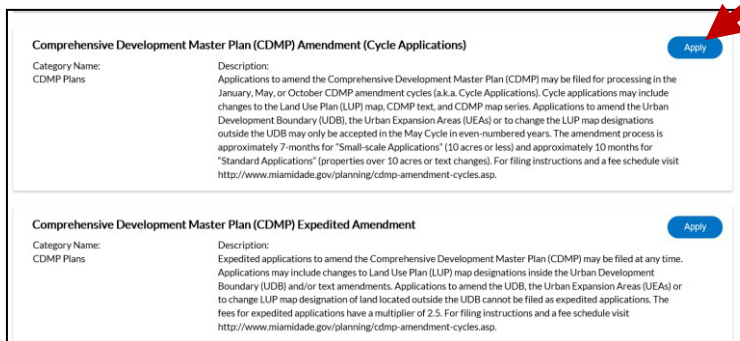 Comprehensive Development Master Plan (CDMP) Amendment (Cycle Applications)
Apply
Category Name:
CDMP Plans
Description:
Applications to amend the Comprehensive Development Master Plan (CDMP) may be filed for processing in the
January, May, or October CDMP amendment cycles (a.k.a. Cycle Applications). Cycle applications may include
changes to the Land Use Plan (LUP) map, CDMP text, and CDMP map series. Applications to amend the Urban
Development Boundary (UDB), the Urban Expansion Areas (UEAs) or to change the LUP map designations
outside the UDB may only be accepted in the May Cycle in even-numbered years. The amendment process is
approximately 7-months for "Small-scale Applications" (10 acres or less) and approximately 10 months for
"Standard Applications" (properties over 10 acres or text changes). For filing instructions and a fee schedule visit
http://www.miamidade.gov/planning/cdmp-amendment-cycles.asp.
Comprehensive Development Master Plan (CDMP) Expedited Amendment
Apply
Category Name:
CDMP Plans
Description:
Expedited applications to amend the Comprehensive Development Master Plan (CDMP) may be filed at any time.
Applications may include changes to Land Use Plan (LUP) map designations inside the Urban Development
Boundary (UDB) and/or text amendments. Applications to amend the UDB, the Urban Expansion Areas (UEAs) or
to change LUP map designation of land located outside the UDB cannot be filed as expedited applications. The
fees for expedited applications have a multiplier of 2.5. For filing instructions and a fee schedule visit
http://www.miamidade.gov/planning/cdmp-amendment-cycles.asp.